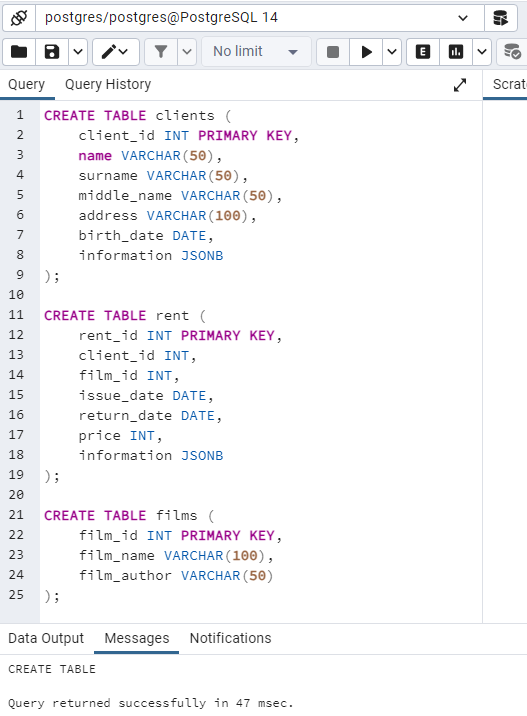 postgres/postgres@PostgreSQL 14
No limit
E
Query Query History Scrat
1 CREATE TABLE clients (
2 client_id INT PRIMARY KEY,
3 name VARCHAR(50),
4 surname VARCHAR(50),
5 middle_name VARCHAR(50),
6 address VARCHAR(100),
7 birth_date DATE,
8 information JSONB
9 );
10
11 CREATE TABLE rent (
12 rent_id INT PRIMARY KEY,
13 client_id INT,
14 film_id INT,
15 issue_date DATE,
16 return_date DATE,
17 price INT,
18 information JSONB
19 );
20
21 CREATE TABLE films (
22 film_id INT PRIMARY KEY,
23 film_name VARCHAR(100),
24 film_author VARCHAR(50)
25 );
Data Output Messages Notifications
CREATE TABLE
Query returned successfully in 47 msec.